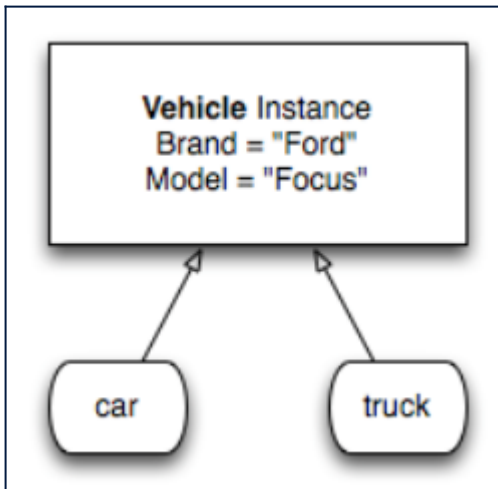 Vehicle Instance
Brand = "Ford"
Model = "Focus"
car
truck